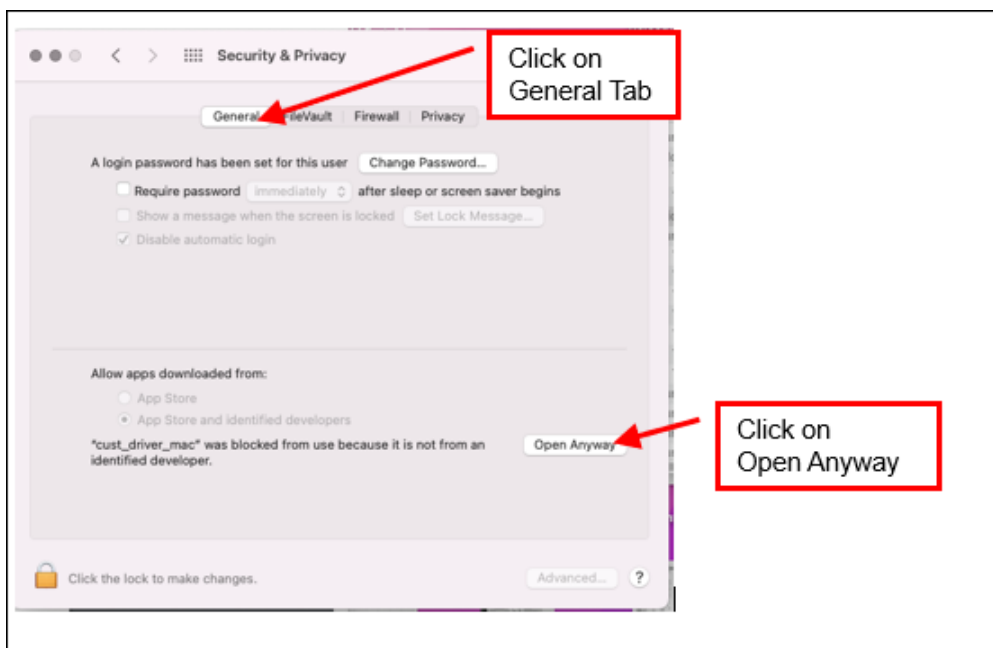 Security & Privacy
Click on
General Tab
General FileVault Firewall Privacy
A login password has been set for this user Change Password...
Require password immediately after sleep or screen saver begins
Show a message when the screen is locked Set Lock Message...
Disable automatic login
Allow apps downloaded from:
App Store
App Store and identified developers
"cust_driver_mac" was blocked from use because it is not from an
identified developer.
Open Anyway
Click on
Open Anyway
Click the lock to make changes.
Advanced... ?